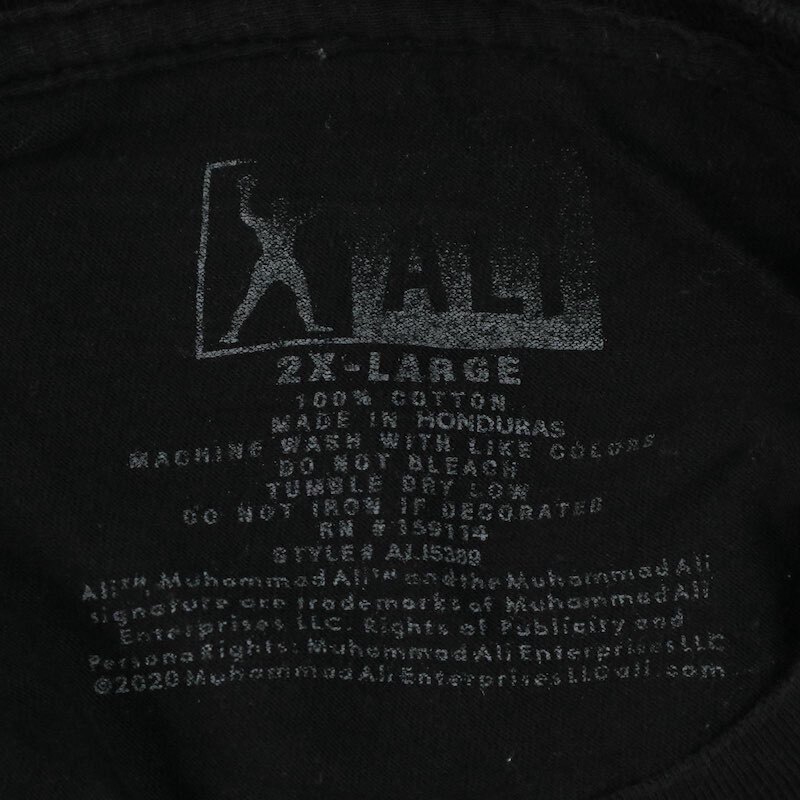 ALI
2X-LARGE
100% COTTON
MADE IN HONDURAS
MACHINE WASH WITH LIKE COLORS
DO NOT BLEACH
TUMBLE DRY LOW
DO NOT IRON IF DECORATED
RN # 159114
STYLE# ALI5389
Ali™, Muhammad Ali™ and the Muhammad Ali
signature are trademarks of Muhammad Ali
Enterprises LLC. Rights of Publicity and
Persona Rights: Muhammad Ali Enterprises LLC
©2020 Muhammad Ali Enterprises LLC ali.com